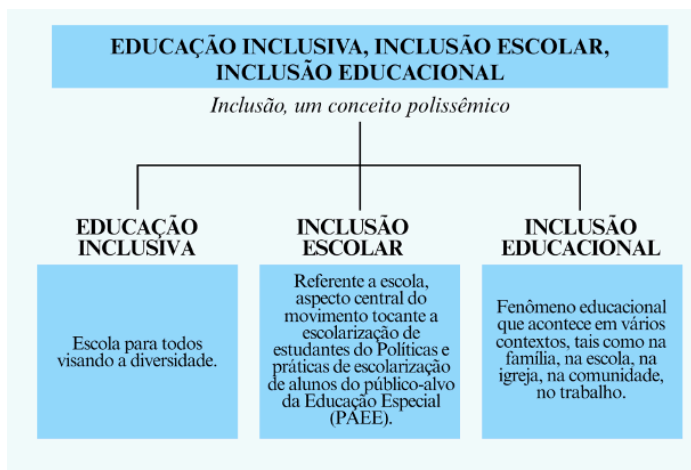 EDUCAÇÃO INCLUSIVA, INCLUSÃO ESCOLAR,
INCLUSÃO EDUCACIONAL
Inclusão, um conceito polissêmico
EDUCAÇÃO
INCLUSIVA
Escola para todos
visando a diversidade.
INCLUSÃO
ESCOLAR
Referente a escola,
aspecto central do
movimento tocante a
escolarização de
estudantes do Políticas e
práticas de escolarização
de alunos do público-alvo
da Educação Especial
(PAEE).
INCLUSÃO
EDUCACIONAL
Fenômeno educacional
que acontece em vários
contextos, tais como na
família, na escola, na
igreja, na comunidade,
no trabalho.